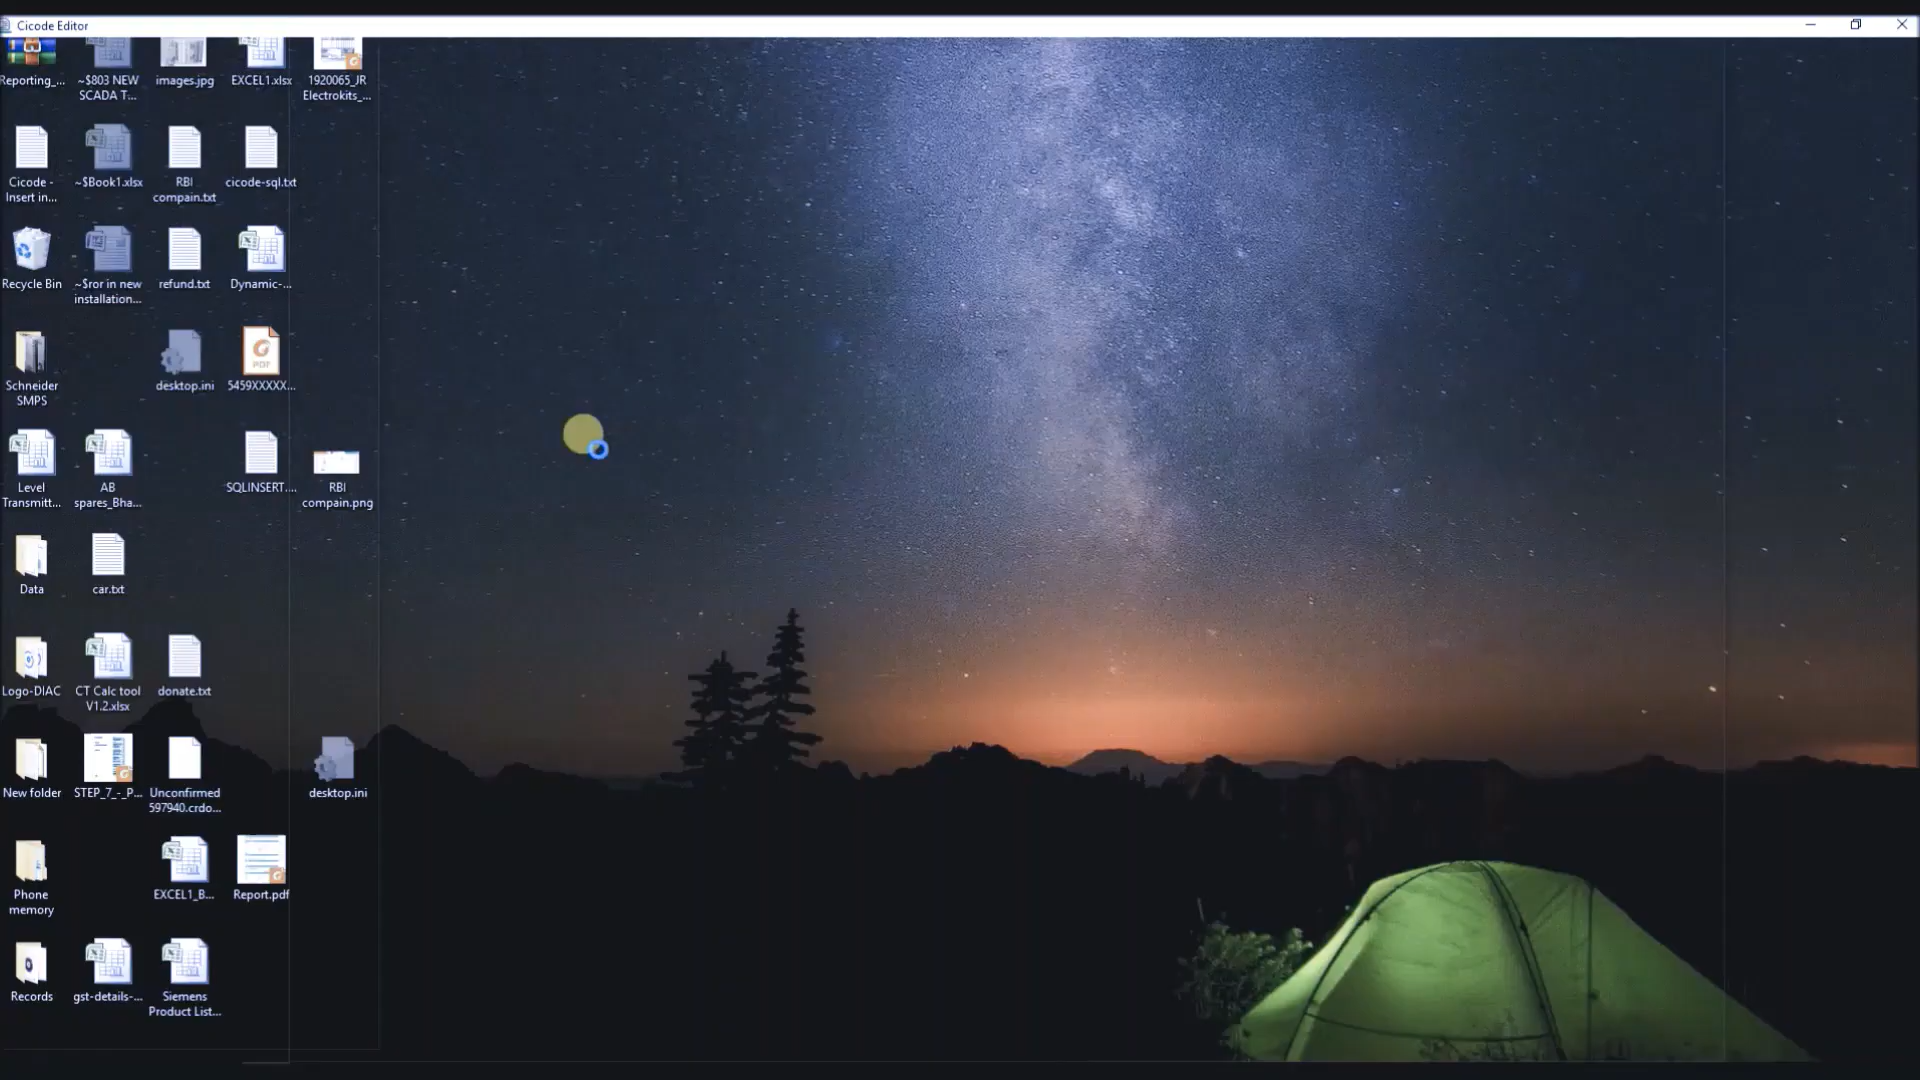 Cicode Editor
Reporting_...
~$803 NEW
SCADA T...
images.jpg
EXCEL1.xlsx
1920065_JR
Electrokits_...
Cicode -
Insert in...
~$Book1.xlsx
RBI
compain.txt
cicode-sql.txt
Recycle Bin
~$ror in new
installation...
refund.txt
Dynamic-...
Schneider
SMPS
desktop.ini
PDF
5459XXXXX...
Level
Transmitt...
AB
spares_Bha...
SQLINSERT....
RBI
compain.png
Data
car.txt
Logo-DIAC
CT Calc tool
V1.2.xlsx
donate.txt
New folder
STEP_7_-_P...
Unconfirmed
597940.crdo...
desktop.ini
Phone
memory
EXCEL1_B...
Report.pdf
Records
gst-details-...
Siemens
Product List...